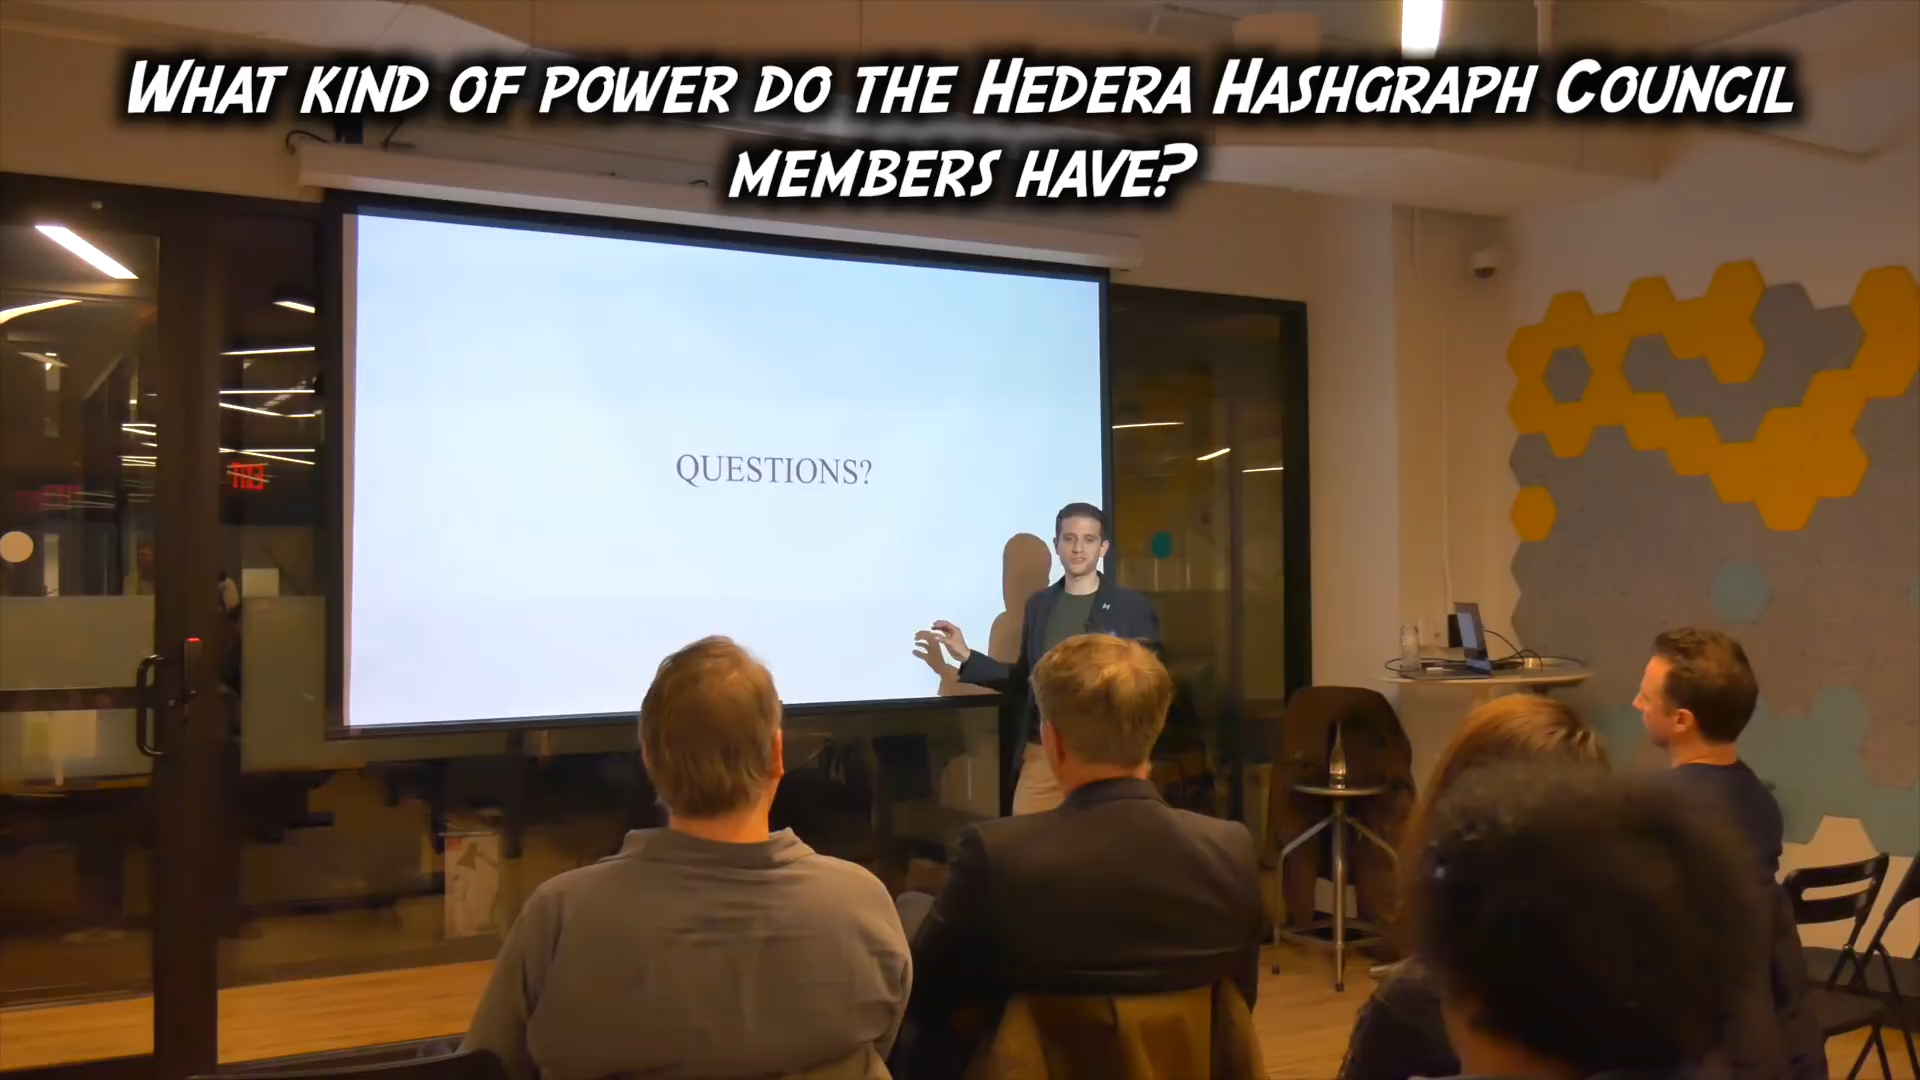 What kind of power do the Hedera Hashgraph Council
members have?
QUESTIONS?
EXIT